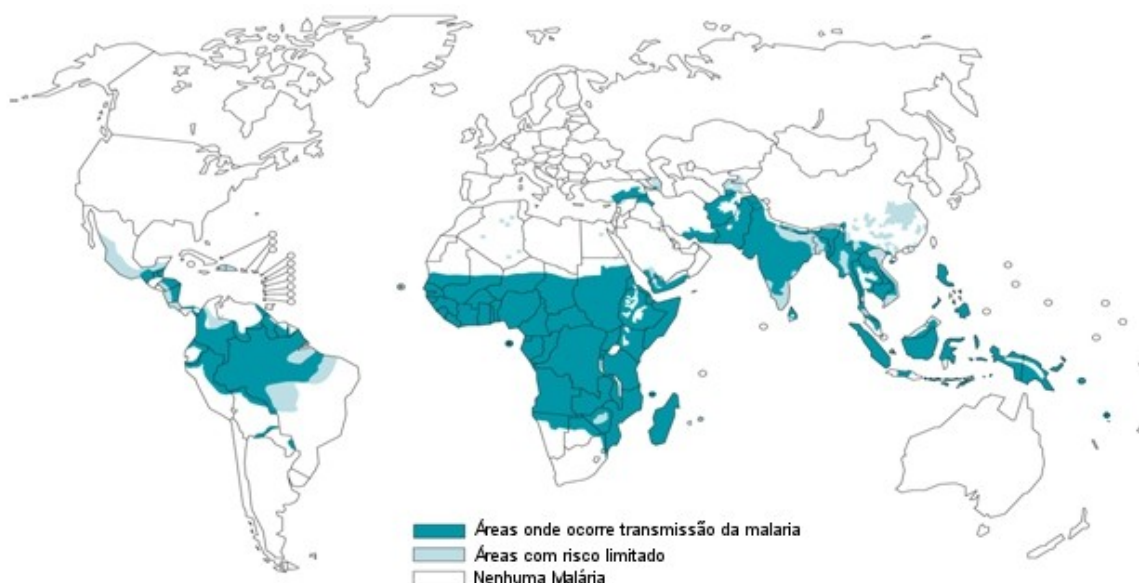 Áreas onde ocorre transmissão da malaria
Áreas com risco limitado
Nenhuma Malária